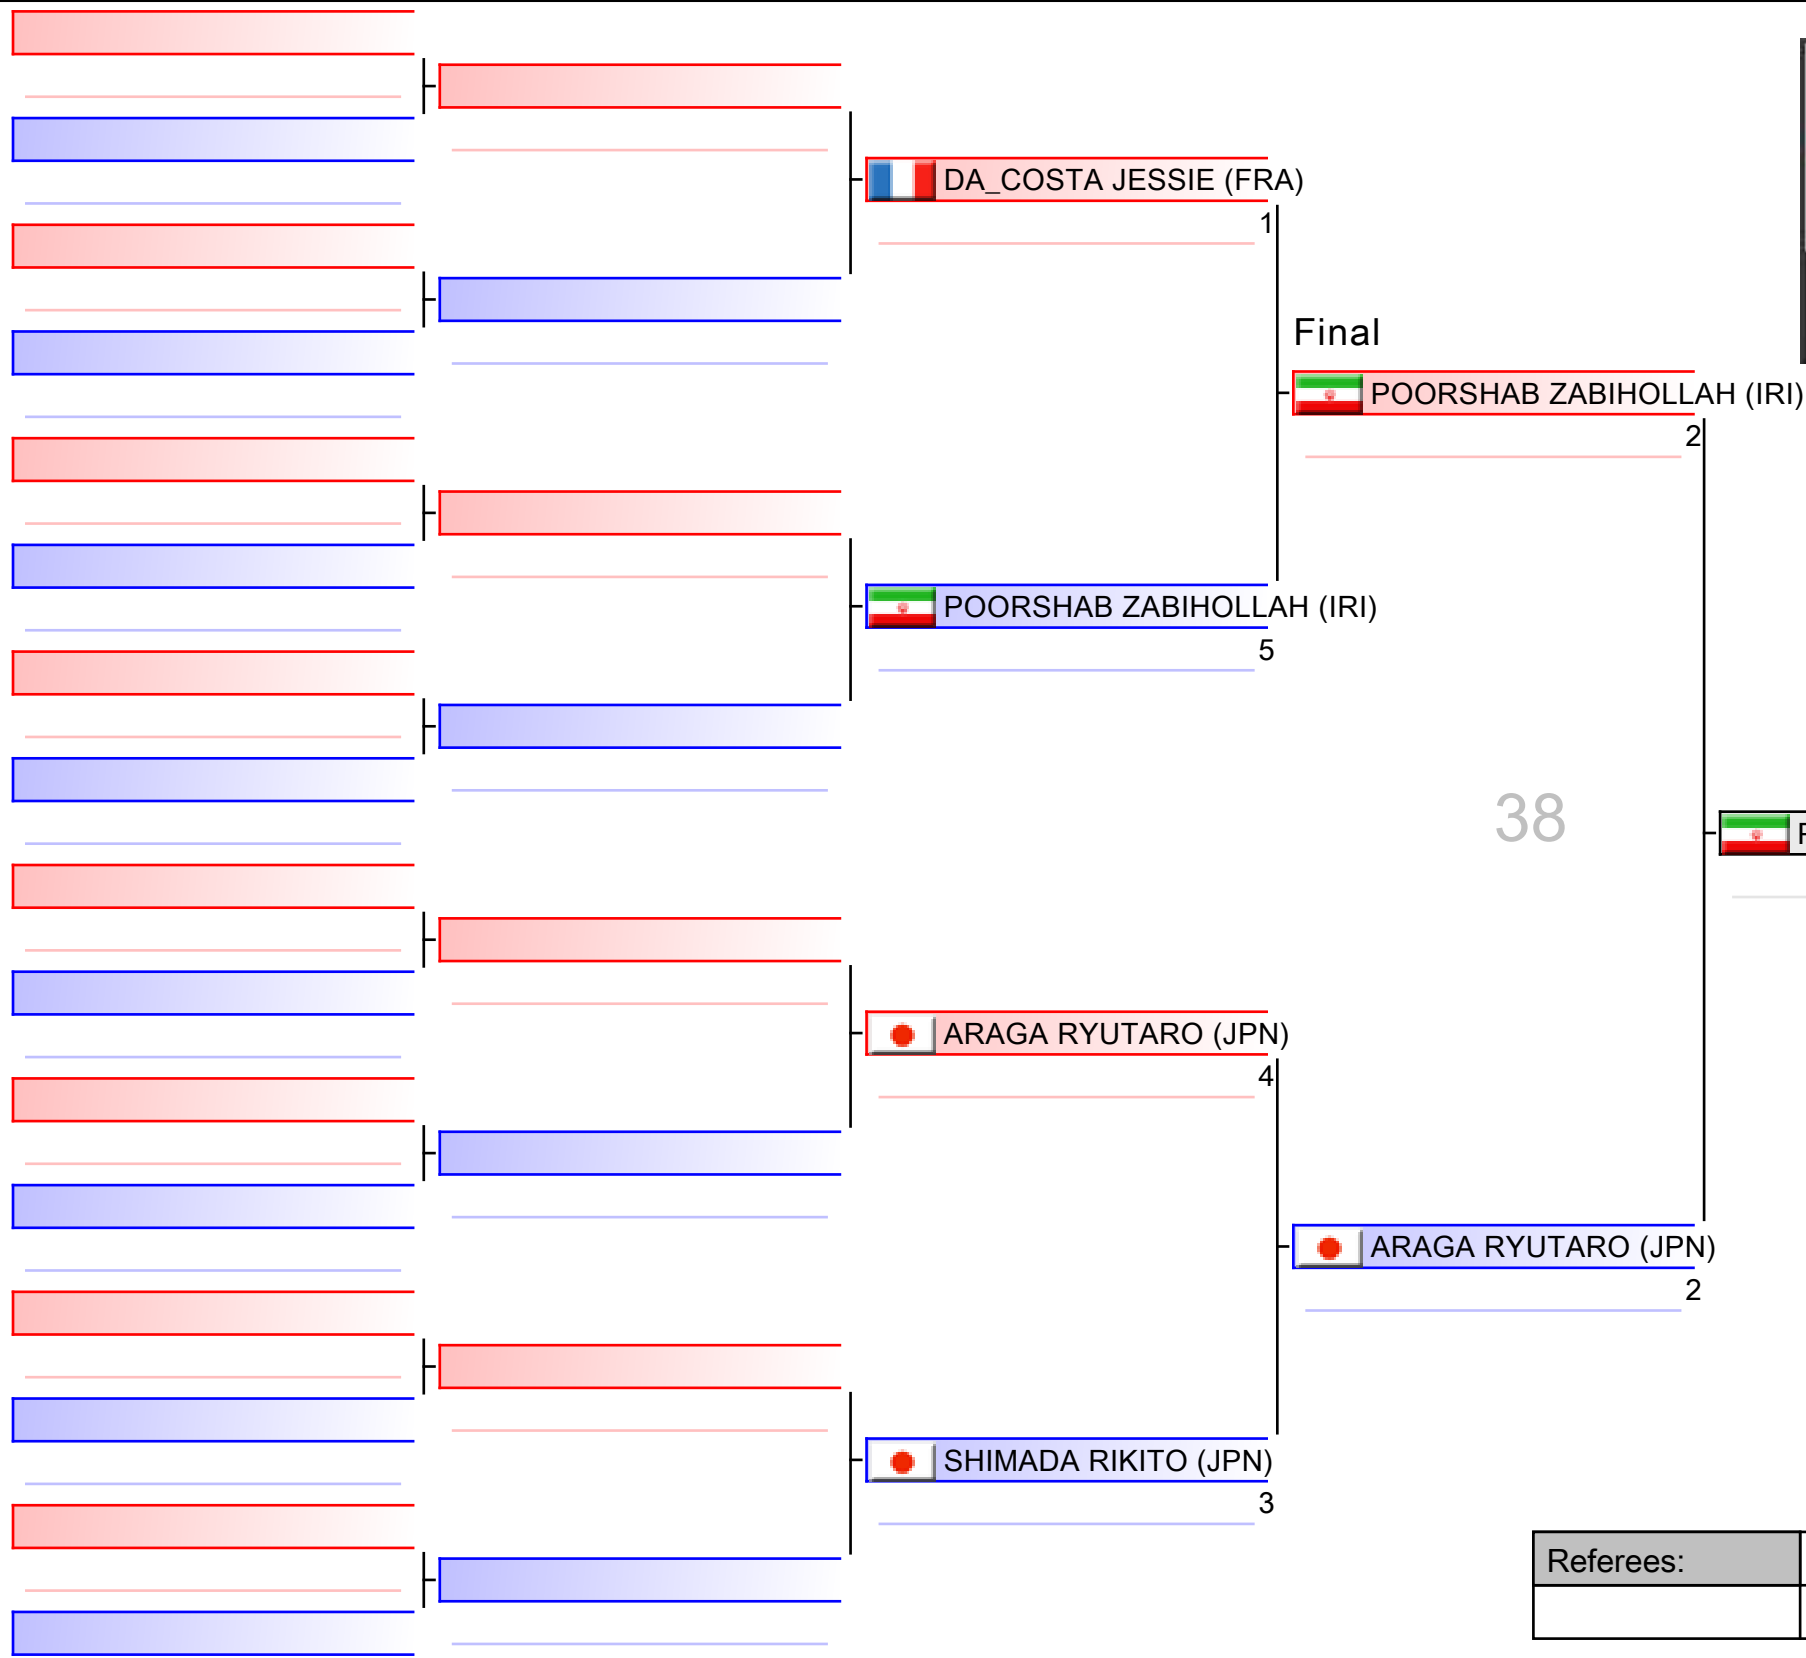 DA_COSTA JESSIE (FRA)
1
Final
POORSHAB ZABIHOLLAH (IRI)
2
POORSHAB ZABIHOLLAH (IRI)
5
38
ARAGA RYUTARO (JPN)
4
ARAGA RYUTARO (JPN)
2
SHIMADA RIKITO (JPN)
3
Referees: